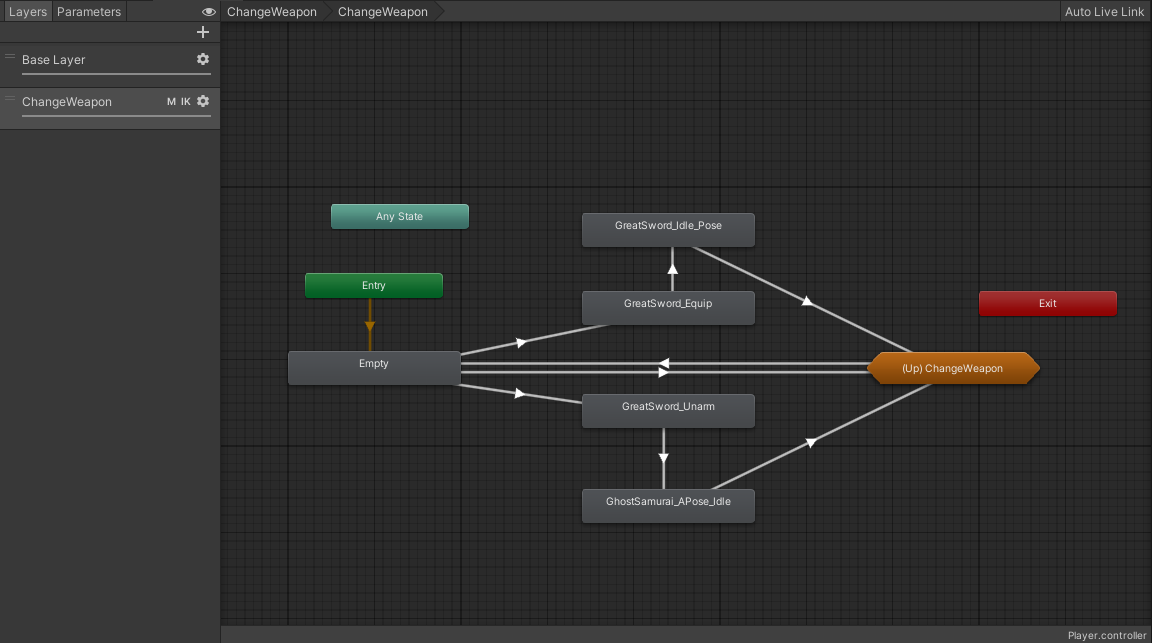 Layers Parameters
ChangeWeapon ChangeWeapon
Auto Live Link
Base Layer
ChangeWeapon M IK
Any State
GreatSword_Idle_Pose
Entry
GreatSword_Equip
Exit
Empty
(Up) ChangeWeapon
GreatSword_Unarm
GhostSamurai_APose_Idle
Player.controller